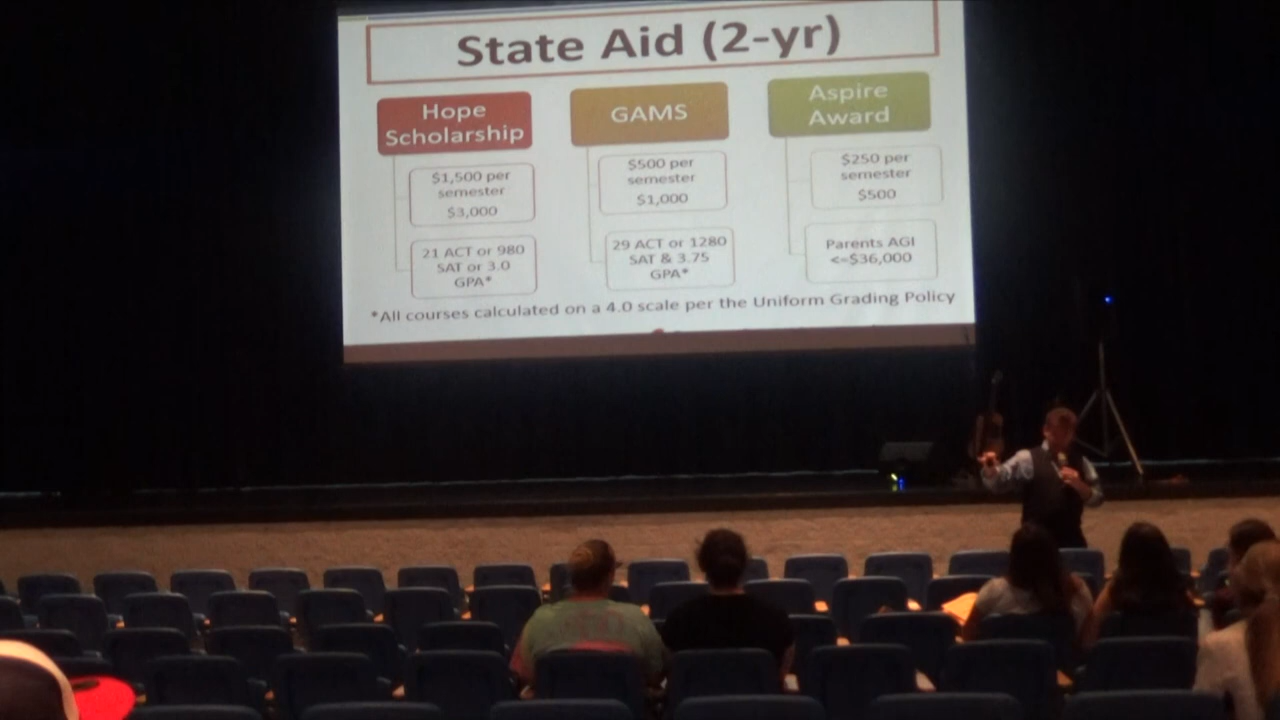 State Aid (2-yr)
Hope
Scholarship
$1,500 per
semester
$3,000
21 ACT or 980
SAT or 3.0
GPA*
GAMS
$500 per
semester
$1,000
29 ACT or 1280
SAT & 3.75
GPA*
Aspire
Award
$250 per
semester
$500
Parents AGI
<=$36,000
*All courses calculated on a 4.0 scale per the Uniform Grading Policy